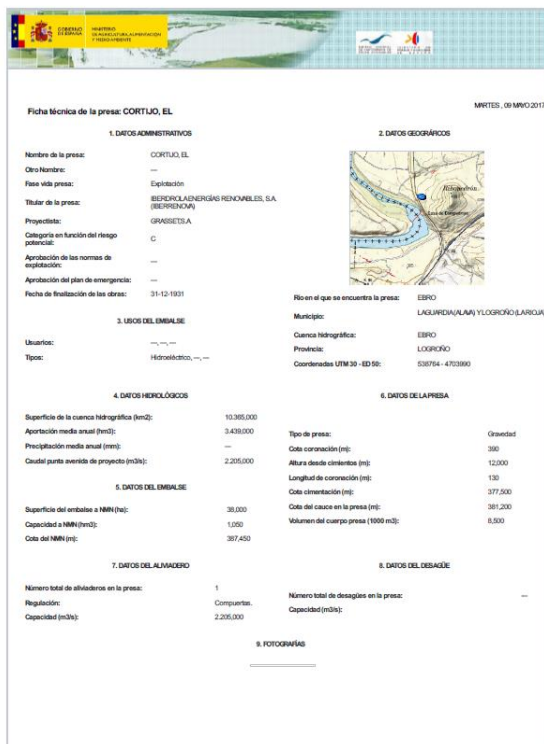 GOBIERNO DE ESPAÑA
MINISTERIO DE AGRICULTURA, ALIMENTACIÓN Y MEDIO AMBIENTE
MARTES , 09 MAYO 2017
Ficha técnica de la presa: CORTIJO, EL
1. DATOS ADMINISTRATIVOS
Nombre de la presa: CORTIJO, EL
Otro Nombre: ---
Fase vida presa: Explotación
Titular de la presa: IBERDROLA ENERGÍAS RENOVABLES, S.A. (IBERRENOVA)
Proyectista: GRASSET,S.A.
Categoría en función del riesgo potencial: C
Aprobación de las normas de explotación: ---
Aprobación del plan de emergencia: ---
Fecha de finalización de las obras: 31-12-1931
2. DATOS GEOGRÁFICOS
Río en el que se encuentra la presa: EBRO
Municipio: LAGUARDIA (ALAVA) Y LOGROÑO (LA RIOJA)
Cuenca hidrográfica: EBRO
Provincia: LOGROÑO
Coordenadas UTM 30 - ED 50: 538764 - 4703990
3. USOS DEL EMBALSE
Usuarios: ---, ---, ---
Tipos: Hidroeléctrico, ---, ---
4. DATOS HIDROLÓGICOS
Superficie de la cuenca hidrográfica (km2): 10.365,000
Aportación media anual (hm3): 3.439,000
Precipitación media anual (mm): ---
Caudal punta avenida de proyecto (m3/s): 2.205,000
5. DATOS DEL EMBALSE
Superficie del embalse a NMN (ha): 38,000
Capacidad a NMN (hm3): 1,050
Cota del NMN (m): 387,450
6. DATOS DE LA PRESA
Tipo de presa: Gravedad
Cota coronación (m): 390
Altura desde cimientos (m): 12,000
Longitud de coronación (m): 130
Cota cimentación (m): 377,500
Cota del cauce en la presa (m): 381,200
Volumen del cuerpo presa (1000 m3): 8,500
7. DATOS DEL ALIVIADERO
Número total de aliviaderos en la presa: 1
Regulación: Compuertas.
Capacidad (m3/s): 2.205,000
8. DATOS DEL DESAGÜE
Número total de desagües en la presa: ---
Capacidad (m3/s):
9. FOTOGRAFÍAS